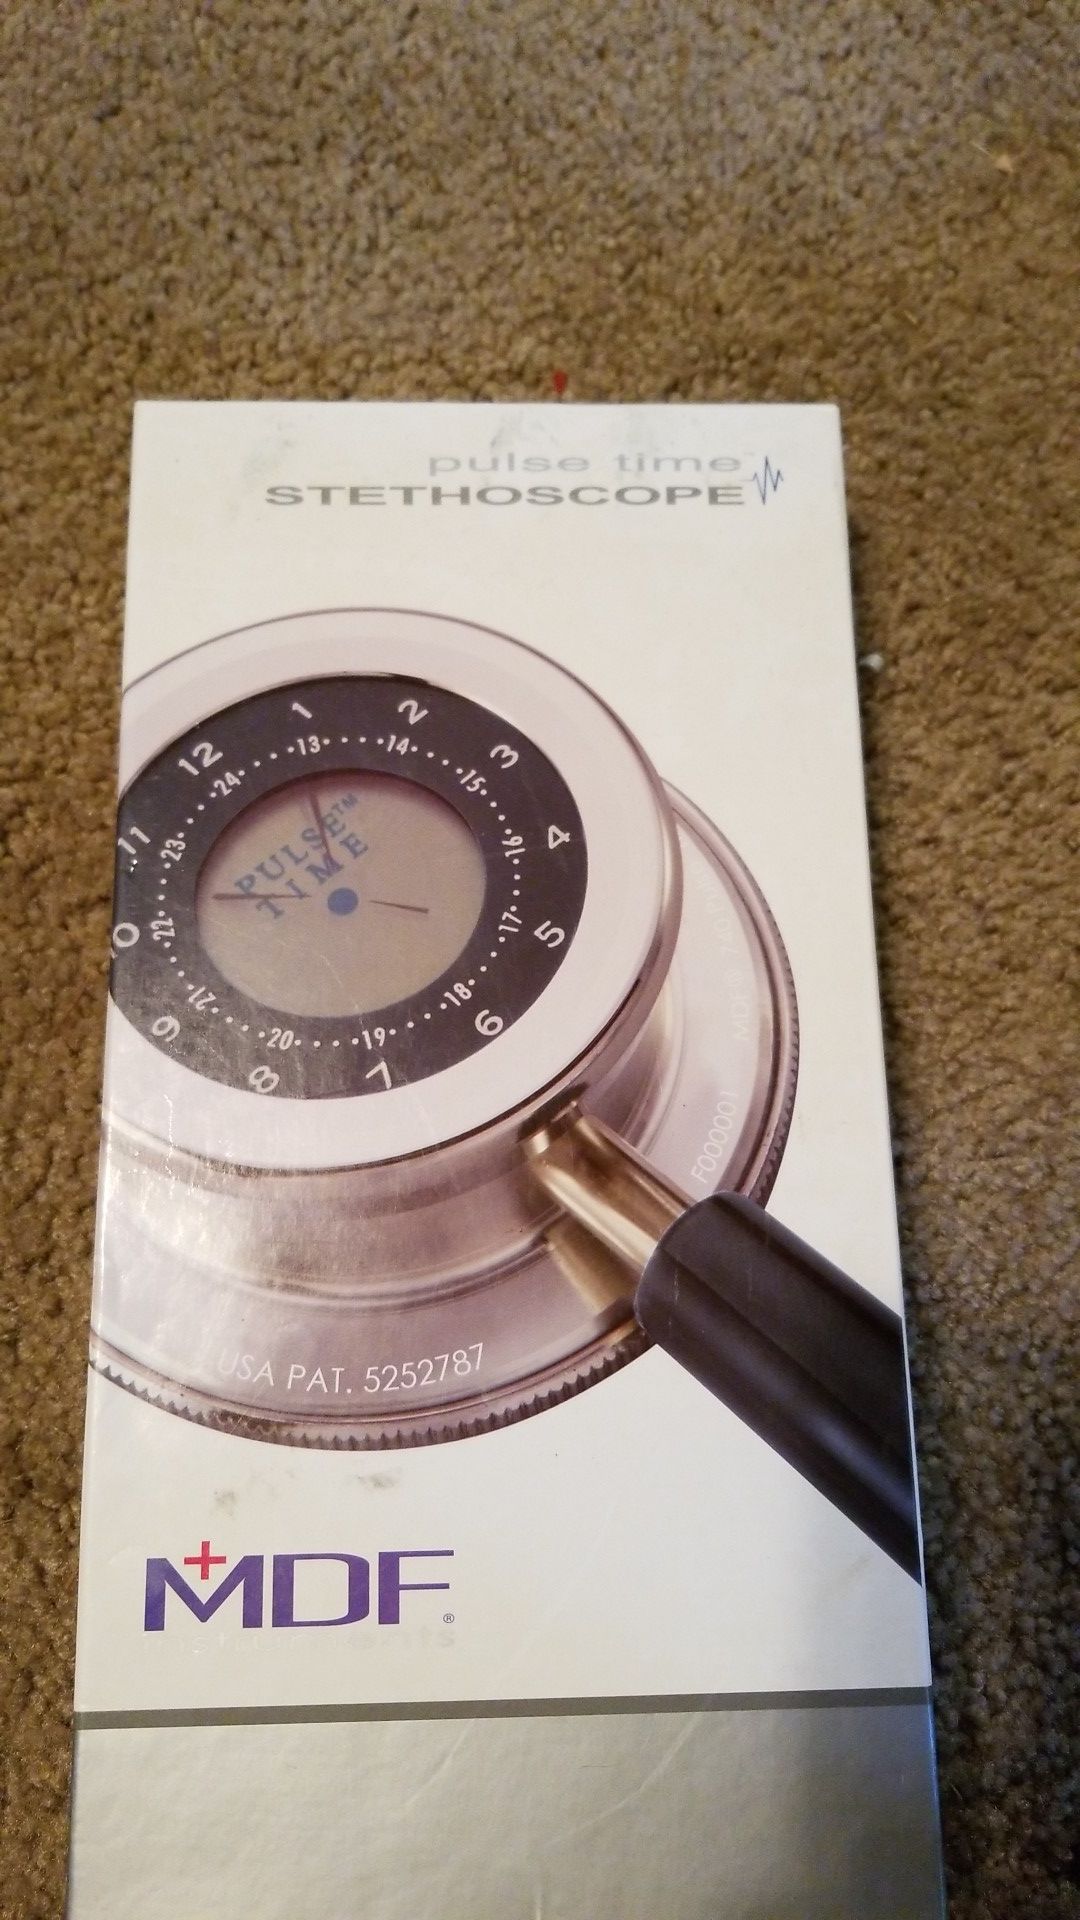 pulse time™
STETHOSCOPE
1 2 3 4 5 6 7 8 9 10 11 12
13 14 15 16 17 18 19 20 21 22 23 24
PULSE™
TIME
F000001
USA PAT. 5252787
MDF®
instruments